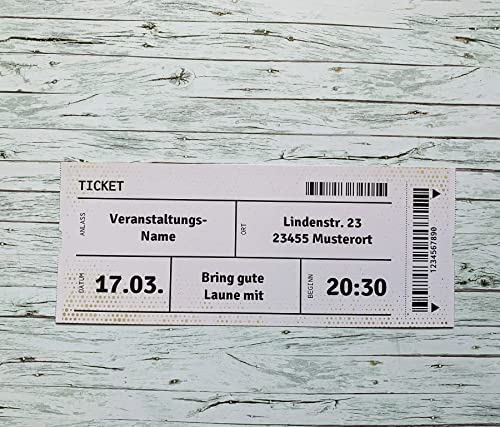 TICKET
ANLASS
Veranstaltungs-
Name
ORT
Lindenstr. 23
23455 Musterort
DATUM
17.03.
Bring gute
Laune mit
BEGINN
20:30
1234567890